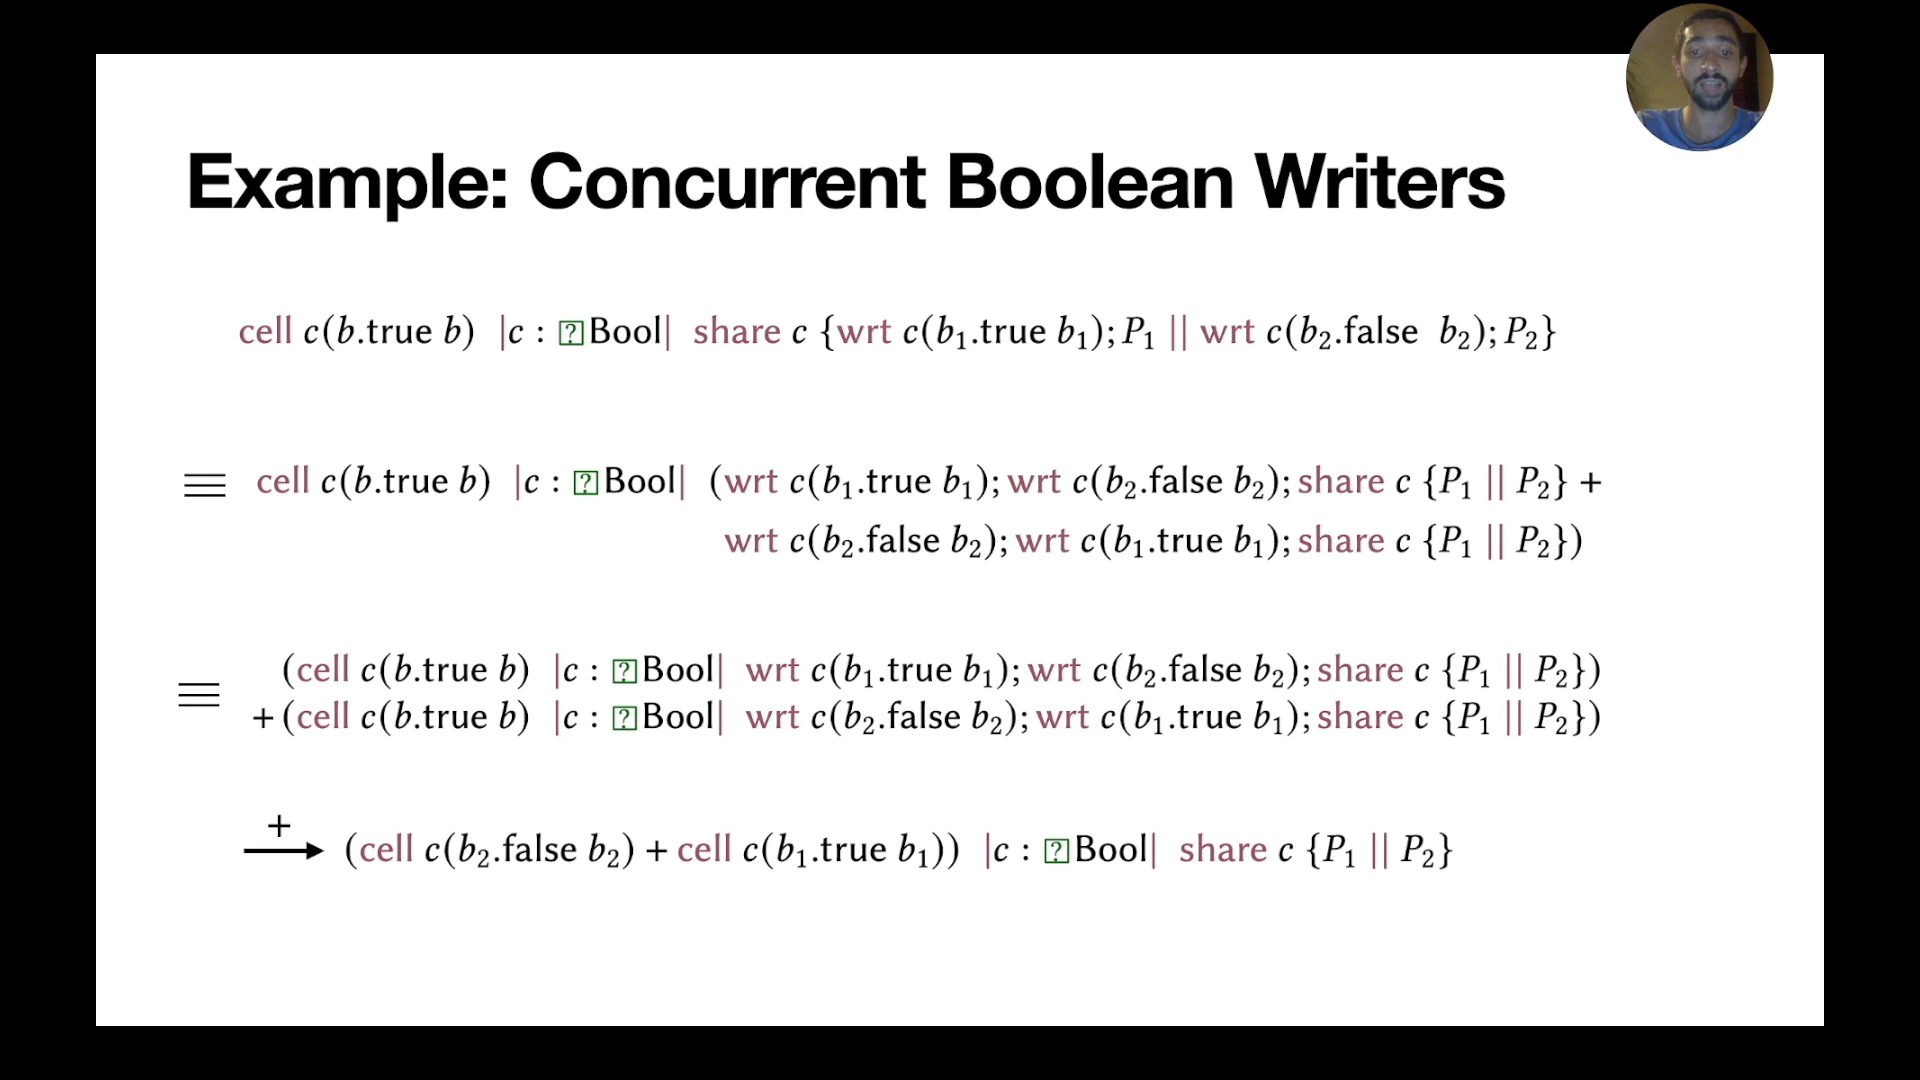 Example: Concurrent Boolean Writers
cell c(b.true b) |c : ⍰Bool| share c {wrt c(b₁.true b₁); P₁ || wrt c(b₂.false b₂); P₂}
≡ cell c(b.true b) |c : ⍰Bool| (wrt c(b₁.true b₁); wrt c(b₂.false b₂); share c {P₁ || P₂} +
wrt c(b₂.false b₂); wrt c(b₁.true b₁); share c {P₁ || P₂})
≡ (cell c(b.true b) |c : ⍰Bool| wrt c(b₁.true b₁); wrt c(b₂.false b₂); share c {P₁ || P₂})
+ (cell c(b.true b) |c : ⍰Bool| wrt c(b₂.false b₂); wrt c(b₁.true b₁); share c {P₁ || P₂})
+
⟶ (cell c(b₂.false b₂) + cell c(b₁.true b₁)) |c : ⍰Bool| share c {P₁ || P₂}